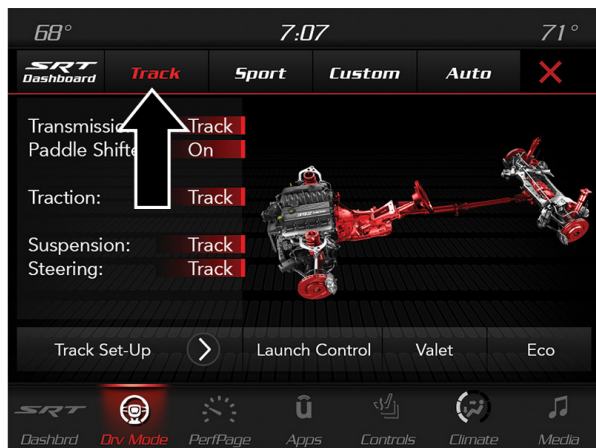 68° 7:07 71°
SRT Dashboard Track Sport Custom Auto
Track
Paddle On
Traction: Track
Suspension: Track
Steering: Track
Track Set-Up Launch Control Valet Eco
SRT
Dashbrd Drv Mode PerfPage Apps Controls Climate Media